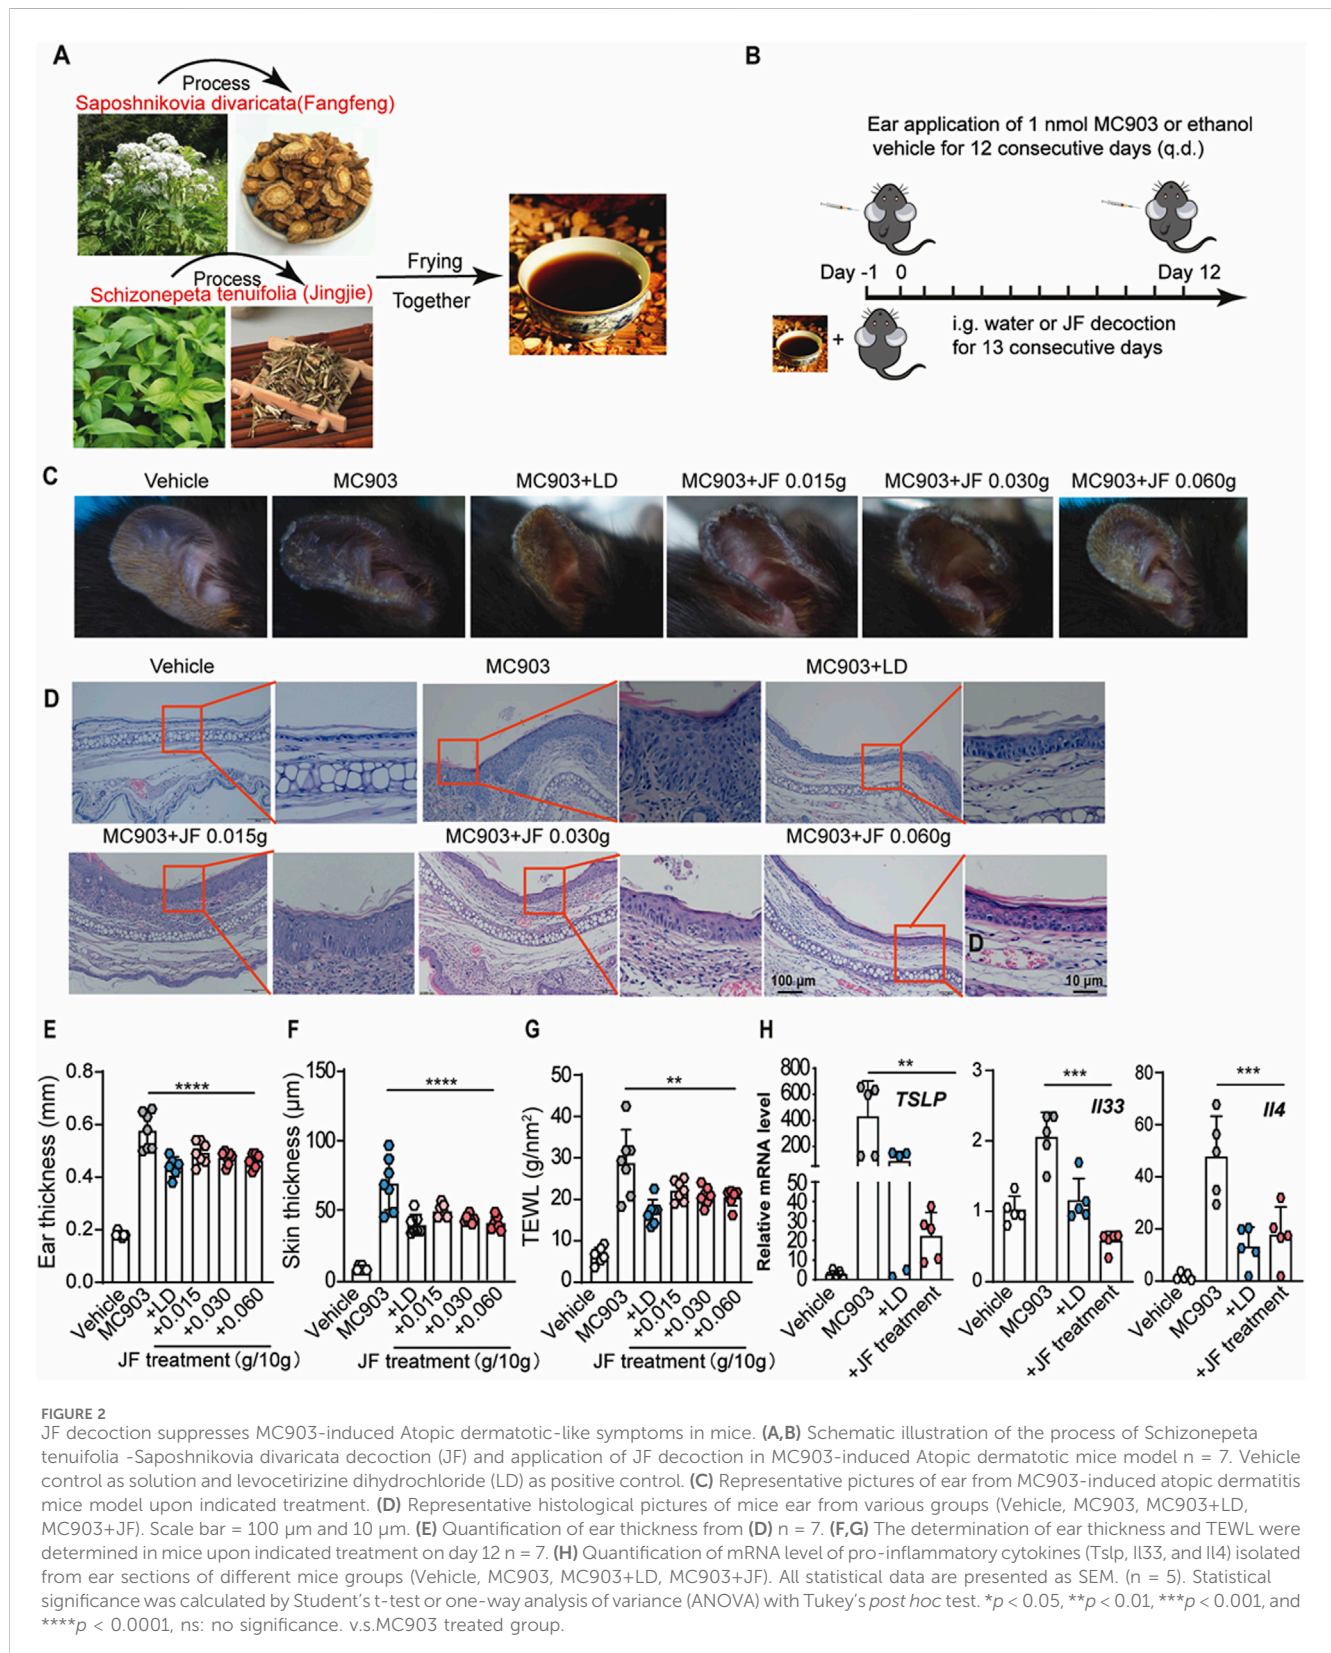 A
Process
Saposhnikovia divaricata(Fangfeng)
Process
Schizonepeta tenuifolia (Jingjie)
Frying
Together
B
Ear application of 1 nmol MC903 or ethanol
vehicle for 12 consecutive days (q.d.)
Day -1 0
Day 12
+
i.g. water or JF decoction
for 13 consecutive days
C
Vehicle
MC903
MC903+LD
MC903+JF 0.015g
MC903+JF 0.030g
MC903+JF 0.060g
D
Vehicle
MC903
MC903+LD
MC903+JF 0.015g
MC903+JF 0.030g
MC903+JF 0.060g
D
100 µm
10 µm
E
Ear thickness (mm)
0.8
0.6
0.4
0.2
0.0
****
Vehicle
MC903
+LD
+0.015
+0.030
+0.060
JF treatment (g/10g)
F
Skin thickness (µm)
150
100
50
0
****
Vehicle
MC903
+LD
+0.015
+0.030
+0.060
JF treatment (g/10g)
G
TEWL (g/nm²)
50
40
30
20
10
0
**
Vehicle
MC903
+LD
+0.015
+0.030
+0.060
JF treatment (g/10g)
H
Relative mRNA level
800
600
400
200
50
40
30
20
10
0
**
TSLP
Vehicle
MC903
+LD
+JF treatment
3
2
1
0
***
Il33
Vehicle
MC903
+LD
+JF treatment
80
60
40
20
0
***
Il4
Vehicle
MC903
+LD
+JF treatment
FIGURE 2
JF decoction suppresses MC903-induced Atopic dermatotic-like symptoms in mice. (A,B) Schematic illustration of the process of Schizonepeta
tenuifolia -Saposhnikovia divaricata decoction (JF) and application of JF decoction in MC903-induced Atopic dermatotic mice model n = 7. Vehicle
control as solution and levocetirizine dihydrochloride (LD) as positive control. (C) Representative pictures of ear from MC903-induced atopic dermatitis
mice model upon indicated treatment. (D) Representative histological pictures of mice ear from various groups (Vehicle, MC903, MC903+LD,
MC903+JF). Scale bar = 100 µm and 10 µm. (E) Quantification of ear thickness from (D) n = 7. (F,G) The determination of ear thickness and TEWL were
determined in mice upon indicated treatment on day 12 n = 7. (H) Quantification of mRNA level of pro-inflammatory cytokines (Tslp, Il33, and Il4) isolated
from ear sections of different mice groups (Vehicle, MC903, MC903+LD, MC903+JF). All statistical data are presented as SEM. (n = 5). Statistical
significance was calculated by Student's t-test or one-way analysis of variance (ANOVA) with Tukey's post hoc test. *p < 0.05, **p < 0.01, ***p < 0.001, and
****p < 0.0001, ns: no significance. v.s.MC903 treated group.